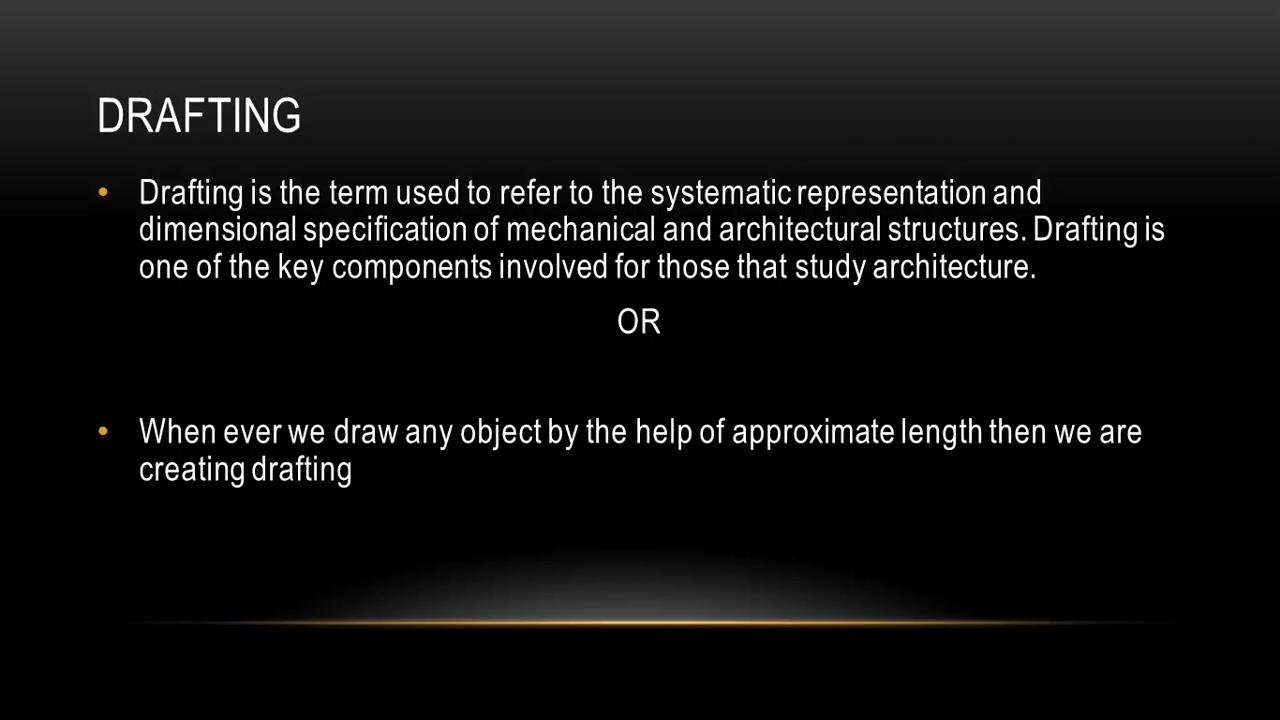 DRAFTING
• Drafting is the term used to refer to the systematic representation and
dimensional specification of mechanical and architectural structures. Drafting is
one of the key components involved for those that study architecture.
OR
• When ever we draw any object by the help of approximate length then we are
creating drafting